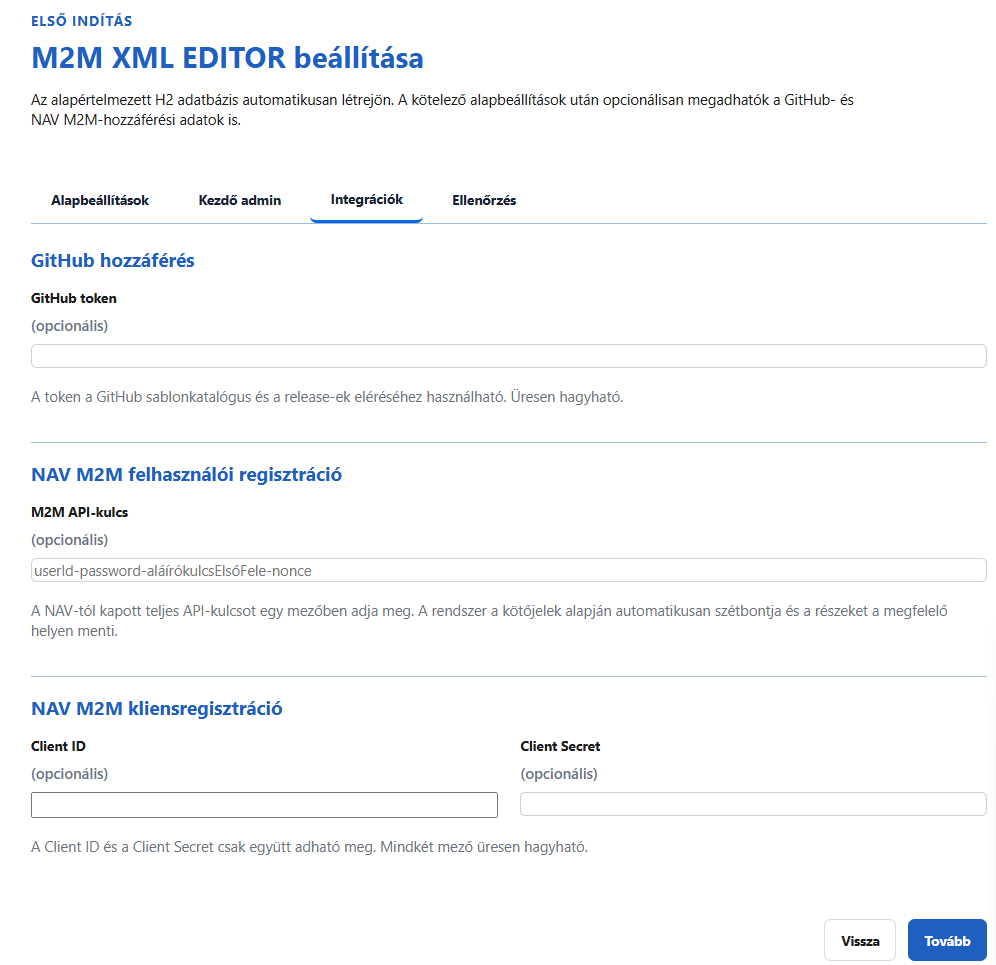 ELSŐ INDÍTÁS
M2M XML EDITOR beállítása
Az alapértelmezett H2 adatbázis automatikusan létrejön. A kötelező alapbeállítások után opcionálisan megadhatók a GitHub- és
NAV M2M-hozzáférési adatok is.
Alapbeállítások Kezdő admin Integrációk Ellenőrzés
GitHub hozzáférés
GitHub token
(opcionális)
A token a GitHub sablonkatalógus és a release-ek eléréséhez használható. Üresen hagyható.
NAV M2M felhasználói regisztráció
M2M API-kulcs
(opcionális)
userId-password-aláírókulcsElsőFele-nonce
A NAV-tól kapott teljes API-kulcsot egy mezőben adja meg. A rendszer a kötőjelek alapján automatikusan szétbontja és a részeket a megfelelő
helyen menti.
NAV M2M kliensregisztráció
Client ID Client Secret
(opcionális) (opcionális)
A Client ID és a Client Secret csak együtt adható meg. Mindkét mező üresen hagyható.
Vissza Tovább